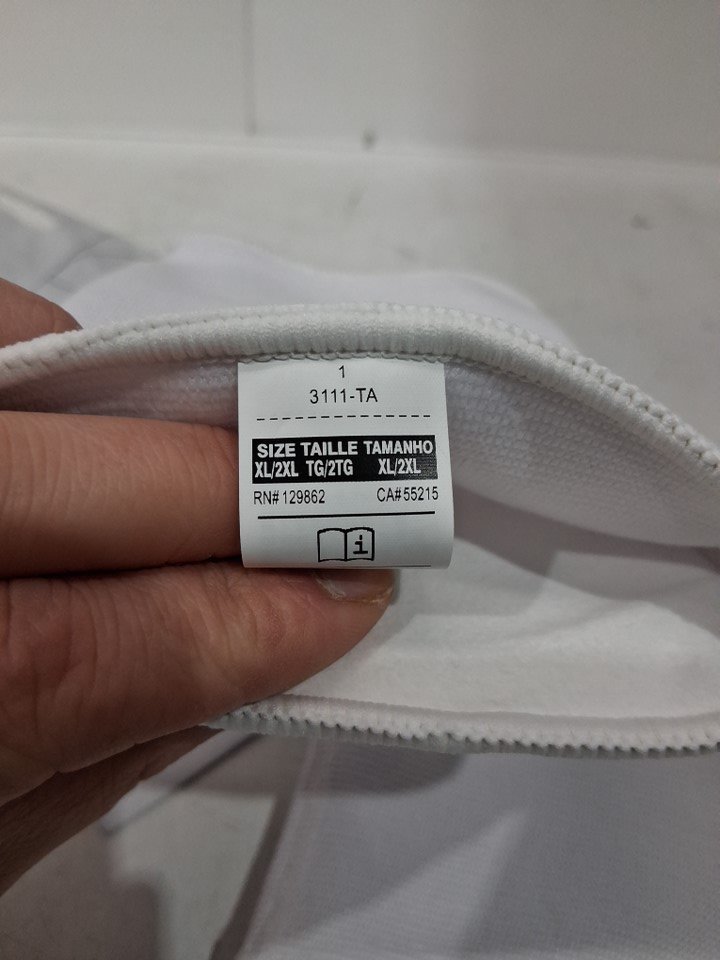 1
3111-TA
SIZE TAILLE TAMANHO
XL/2XL TG/2TG XL/2XL
RN# 129862 CA# 55215
i